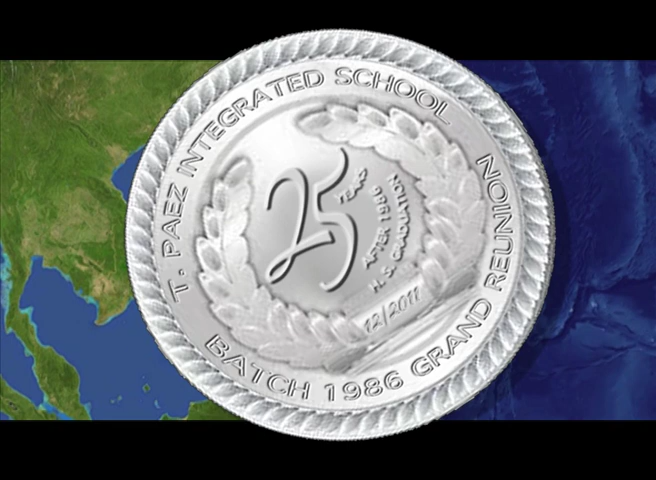 T. PAEZ INTEGRATED SCHOOL
25
YEARS
AFTER 1986
H. S. GRADUATION
12/2011
BATCH 1986 GRAND REUNION